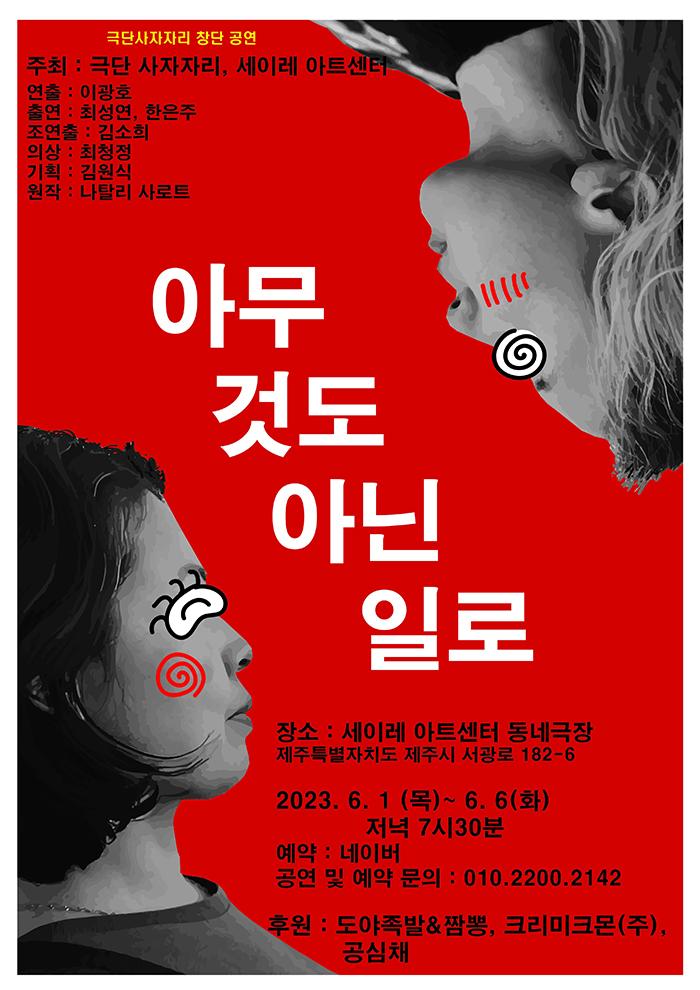 극단사자자리 창단 공연
주최 : 극단 사자자리, 세이레 아트센터
연출 : 이광호
출연 : 최성연, 한은주
조연출 : 김소희
의상 : 최청정
기획 : 김원식
원작 : 나탈리 사로트
아무
것도
아닌
일로
장소 : 세이레 아트센터 동네극장
제주특별자치도 제주시 서광로 182-6
2023. 6. 1 (목)~ 6. 6(화)
저녁 7시30분
예약 : 네이버
공연 및 예약 문의 : 010.2200.2142
후원 : 도야족발&짬뽕, 크리미크몬(주),
공심채